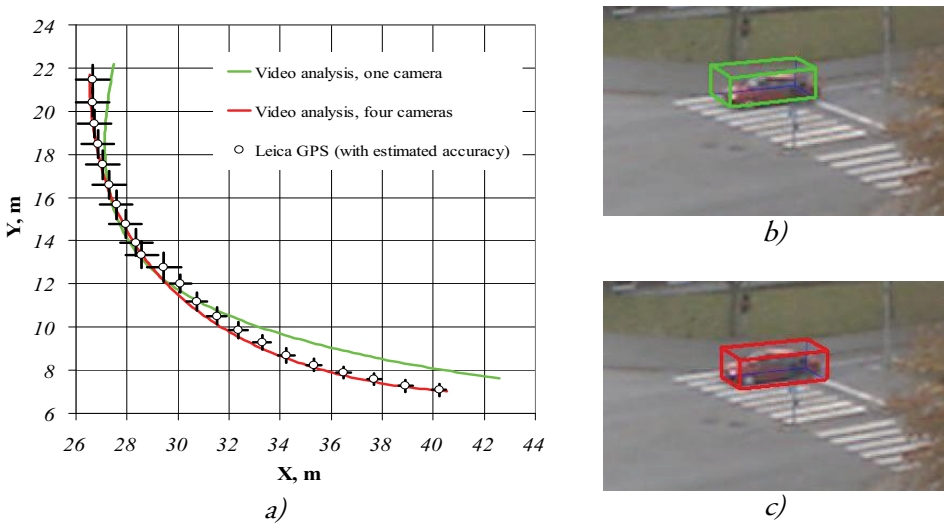 24
22
20
18
16
14
12
10
8
6
Y, m
Video analysis, one camera
Video analysis, four cameras
Leica GPS (with estimated accuracy)
26 28 30 32 34 36 38 40 42 44
X, m
a)
b)
c)